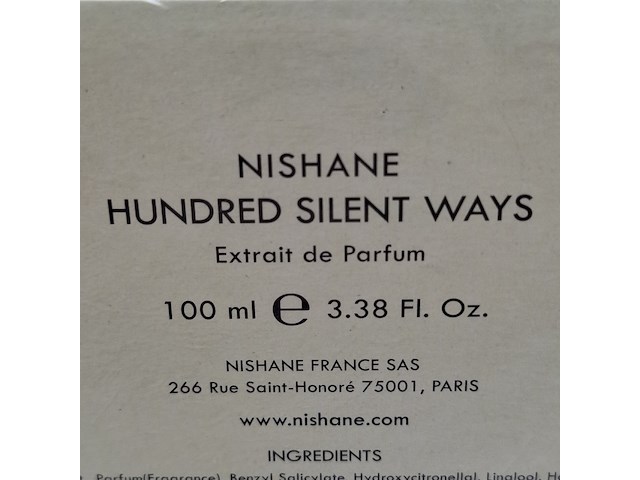 NISHANE
HUNDRED SILENT WAYS
Extrait de Parfum
100 ml ℮ 3.38 Fl. Oz.
NISHANE FRANCE SAS
266 Rue Saint-Honoré 75001, PARIS
www.nishane.com
INGREDIENTS
Parfum(Fragrance), Benzyl Salicylate, Hydroxycitronellal, Linalool,